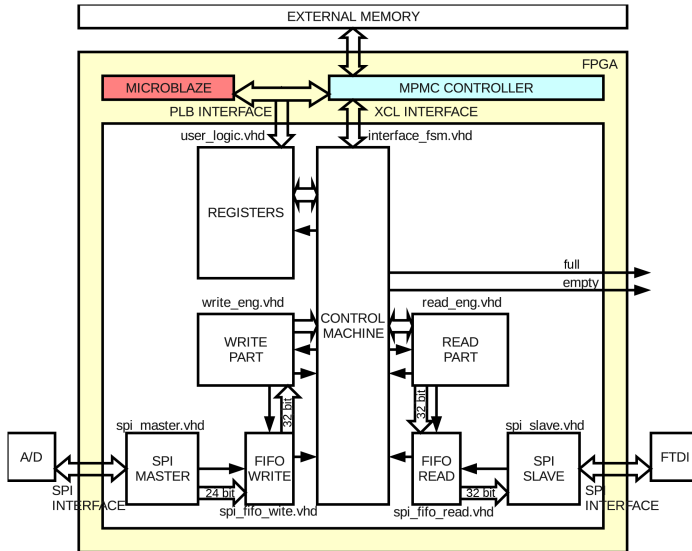 EXTERNAL MEMORY
FPGA
MICROBLAZE
MPMC CONTROLLER
PLB INTERFACE
XCL INTERFACE
user_logic.vhd
interface_fsm.vhd
REGISTERS
full
empty
write_eng.vhd
read_eng.vhd
CONTROL
MACHINE
WRITE
PART
READ
PART
32 bit
32 bit
spi_master.vhd
spi_slave.vhd
A/D
SPI
MASTER
FIFO
WRITE
FIFO
READ
SPI
SLAVE
FTDI
24 bit
32 bit
SPI
INTERFACE
SPI
INTERFACE
spi_fifo_wite.vhd
spi_fifo_read.vhd